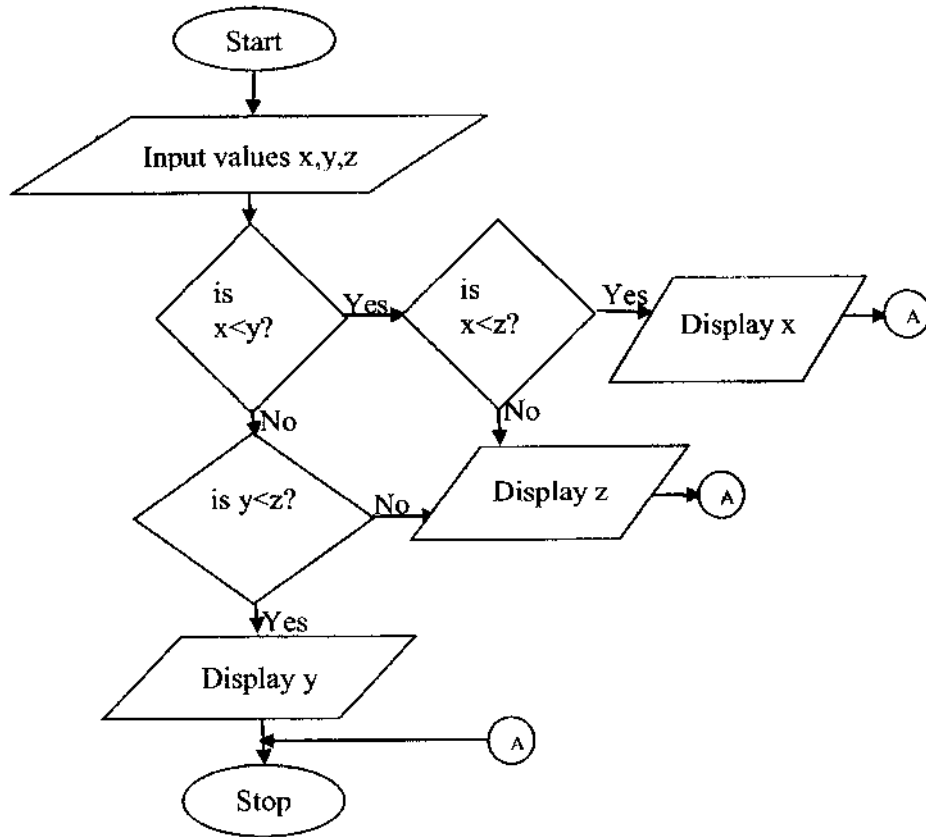 Start
Input values x,y,z
is
x<y?
Yes
is
x<z?
Yes
Display x
A
No
No
is y<z?
No
Display z
A
Yes
Display y
A
Stop